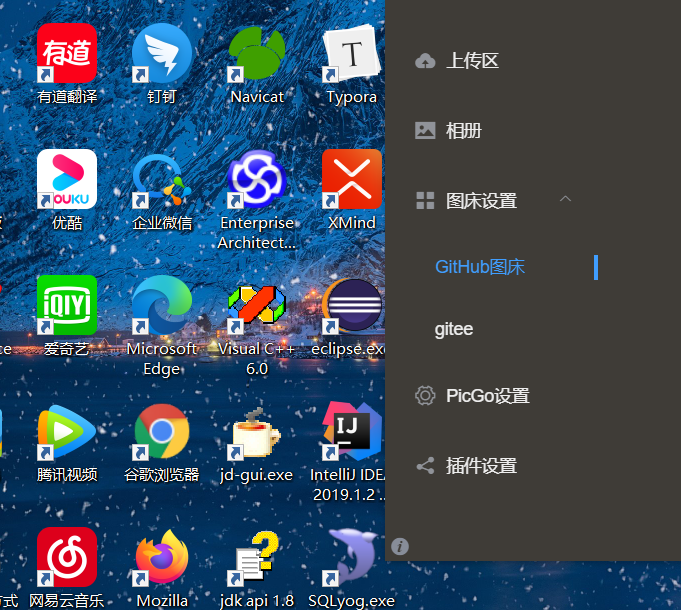 有道
有道翻译
钉钉
Navicat
T
Typora
YOUKU
优酷
企业微信
Enterprise
Architect...
XMind
iQIYI
爱奇艺
Microsoft
Edge
Visual C++
6.0
eclipse.exe
腾讯视频
谷歌浏览器
jd-gui.exe
IJ
IntelliJ IDEA
2019.1.2 ...
方式
网易云音乐
Mozilla
jdk api 1.8
SQLyog.exe
上传区
相册
图床设置
GitHub图床
gitee
PicGo设置
插件设置